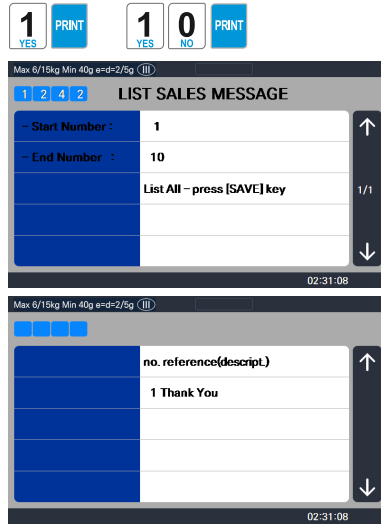 1 YES PRINT 1 YES 0 NO PRINT
Max 6/15kg Min 40g e=d=2/5g (III)
1 2 4 2 LIST SALES MESSAGE
- Start Number : 1
- End Number : 10
List All - press [SAVE] key
1/1
02:31:08
Max 6/15kg Min 40g e=d=2/5g (III)
no. reference(descript.)
1 Thank You
02:31:08